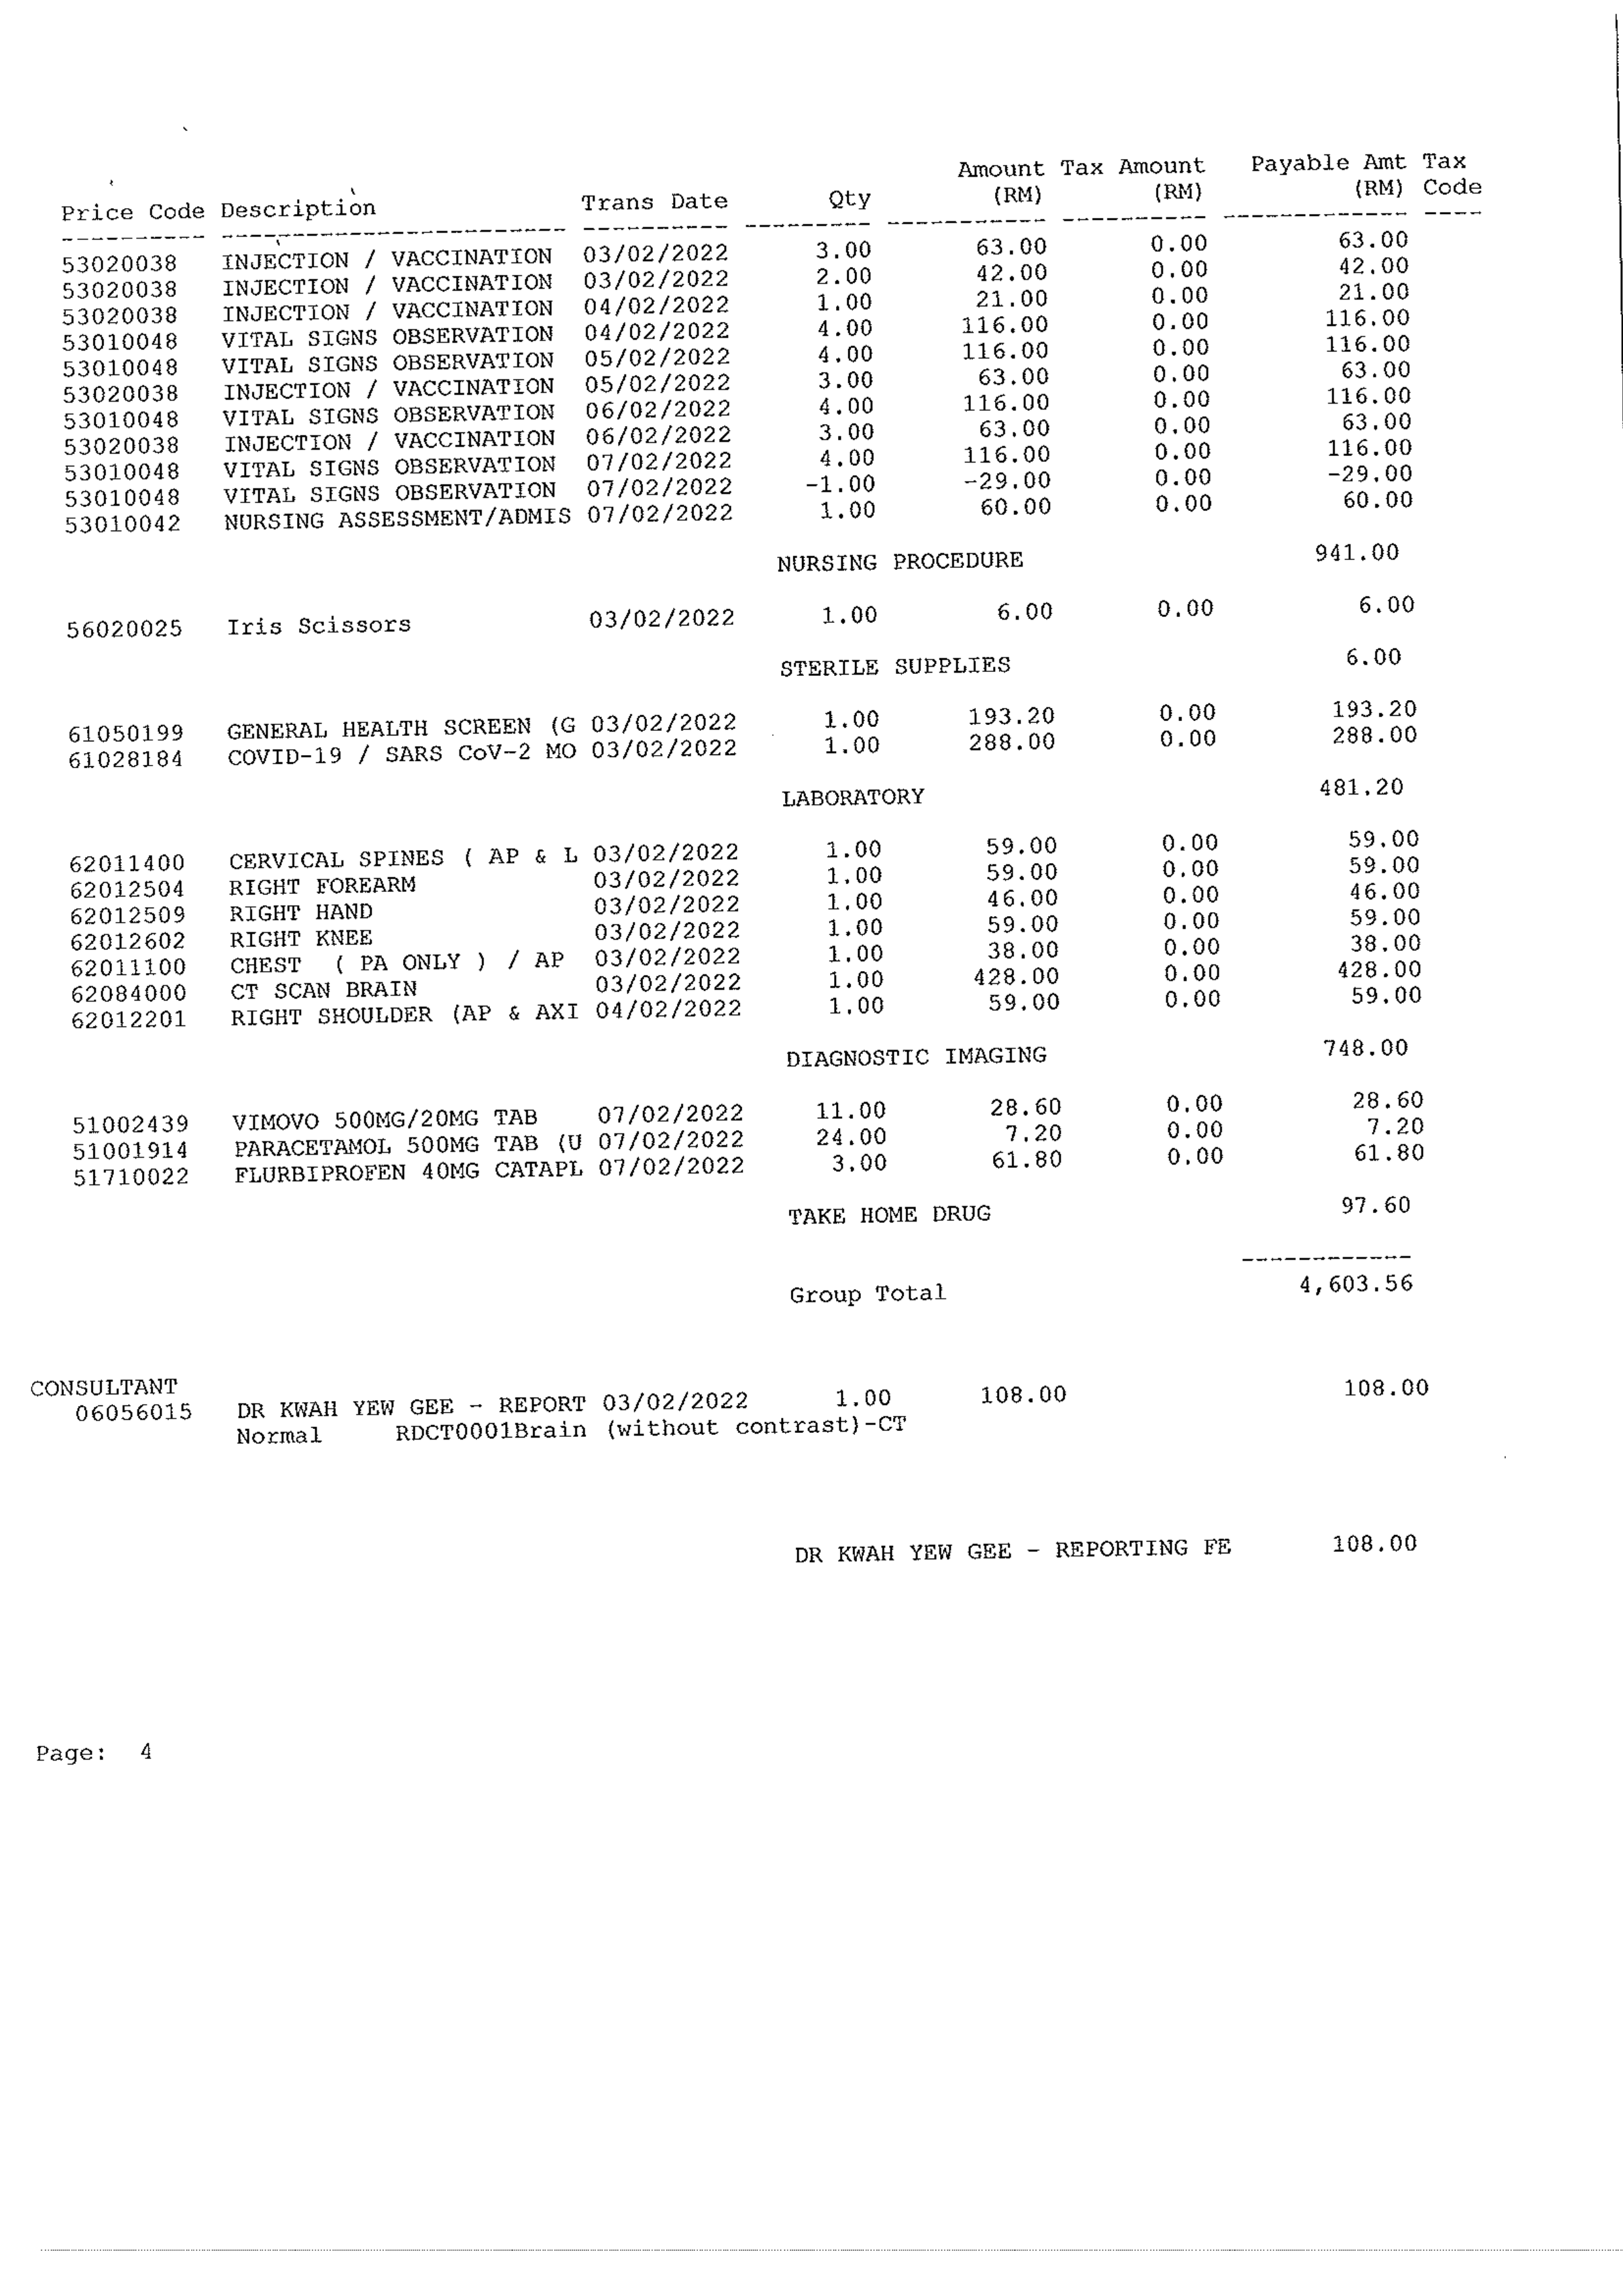 Amount Tax Amount Payable Amt Tax
Price Code Description Trans Date Qty (RM) (RM) (RM) Code
53020038 INJECTION / VACCINATION 03/02/2022 3.00 63.00 0.00 63.00
53020038 INJECTION / VACCINATION 03/02/2022 2.00 42.00 0.00 42.00
53020038 INJECTION / VACCINATION 04/02/2022 1.00 21.00 0.00 21.00
53010048 VITAL SIGNS OBSERVATION 04/02/2022 4.00 116.00 0.00 116.00
53010048 VITAL SIGNS OBSERVATION 05/02/2022 4.00 116.00 0.00 116.00
53020038 INJECTION / VACCINATION 05/02/2022 3.00 63.00 0.00 63.00
53010048 VITAL SIGNS OBSERVATION 06/02/2022 4.00 116.00 0.00 116.00
53020038 INJECTION / VACCINATION 06/02/2022 3.00 63.00 0.00 63.00
53010048 VITAL SIGNS OBSERVATION 07/02/2022 4.00 116.00 0.00 116.00
53010048 VITAL SIGNS OBSERVATION 07/02/2022 -1.00 -29.00 0.00 -29.00
53010042 NURSING ASSESSMENT/ADMIS 07/02/2022 1.00 60.00 0.00 60.00
NURSING PROCEDURE 941.00
56020025 Iris Scissors 03/02/2022 1.00 6.00 0.00 6.00
STERILE SUPPLIES 6.00
61050199 GENERAL HEALTH SCREEN (G 03/02/2022 1.00 193.20 0.00 193.20
61028184 COVID-19 / SARS CoV-2 MO 03/02/2022 1.00 288.00 0.00 288.00
LABORATORY 481.20
62011400 CERVICAL SPINES ( AP & L 03/02/2022 1.00 59.00 0.00 59.00
62012504 RIGHT FOREARM 03/02/2022 1.00 59.00 0.00 59.00
62012509 RIGHT HAND 03/02/2022 1.00 46.00 0.00 46.00
62012602 RIGHT KNEE 03/02/2022 1.00 59.00 0.00 59.00
62011100 CHEST ( PA ONLY ) / AP 03/02/2022 1.00 38.00 0.00 38.00
62084000 CT SCAN BRAIN 03/02/2022 1.00 428.00 0.00 428.00
62012201 RIGHT SHOULDER (AP & AXI 04/02/2022 1.00 59.00 0.00 59.00
DIAGNOSTIC IMAGING 748.00
51002439 VIMOVO 500MG/20MG TAB 07/02/2022 11.00 28.60 0.00 28.60
51001914 PARACETAMOL 500MG TAB (U 07/02/2022 24.00 7.20 0.00 7.20
51710022 FLURBIPROFEN 40MG CATAPL 07/02/2022 3.00 61.80 0.00 61.80
TAKE HOME DRUG 97.60
Group Total 4,603.56
CONSULTANT
06056015 DR KWAH YEW GEE - REPORT 03/02/2022 1.00 108.00 108.00
Normal RDCT0001Brain (without contrast)-CT
DR KWAH YEW GEE - REPORTING FE 108.00
Page: 4